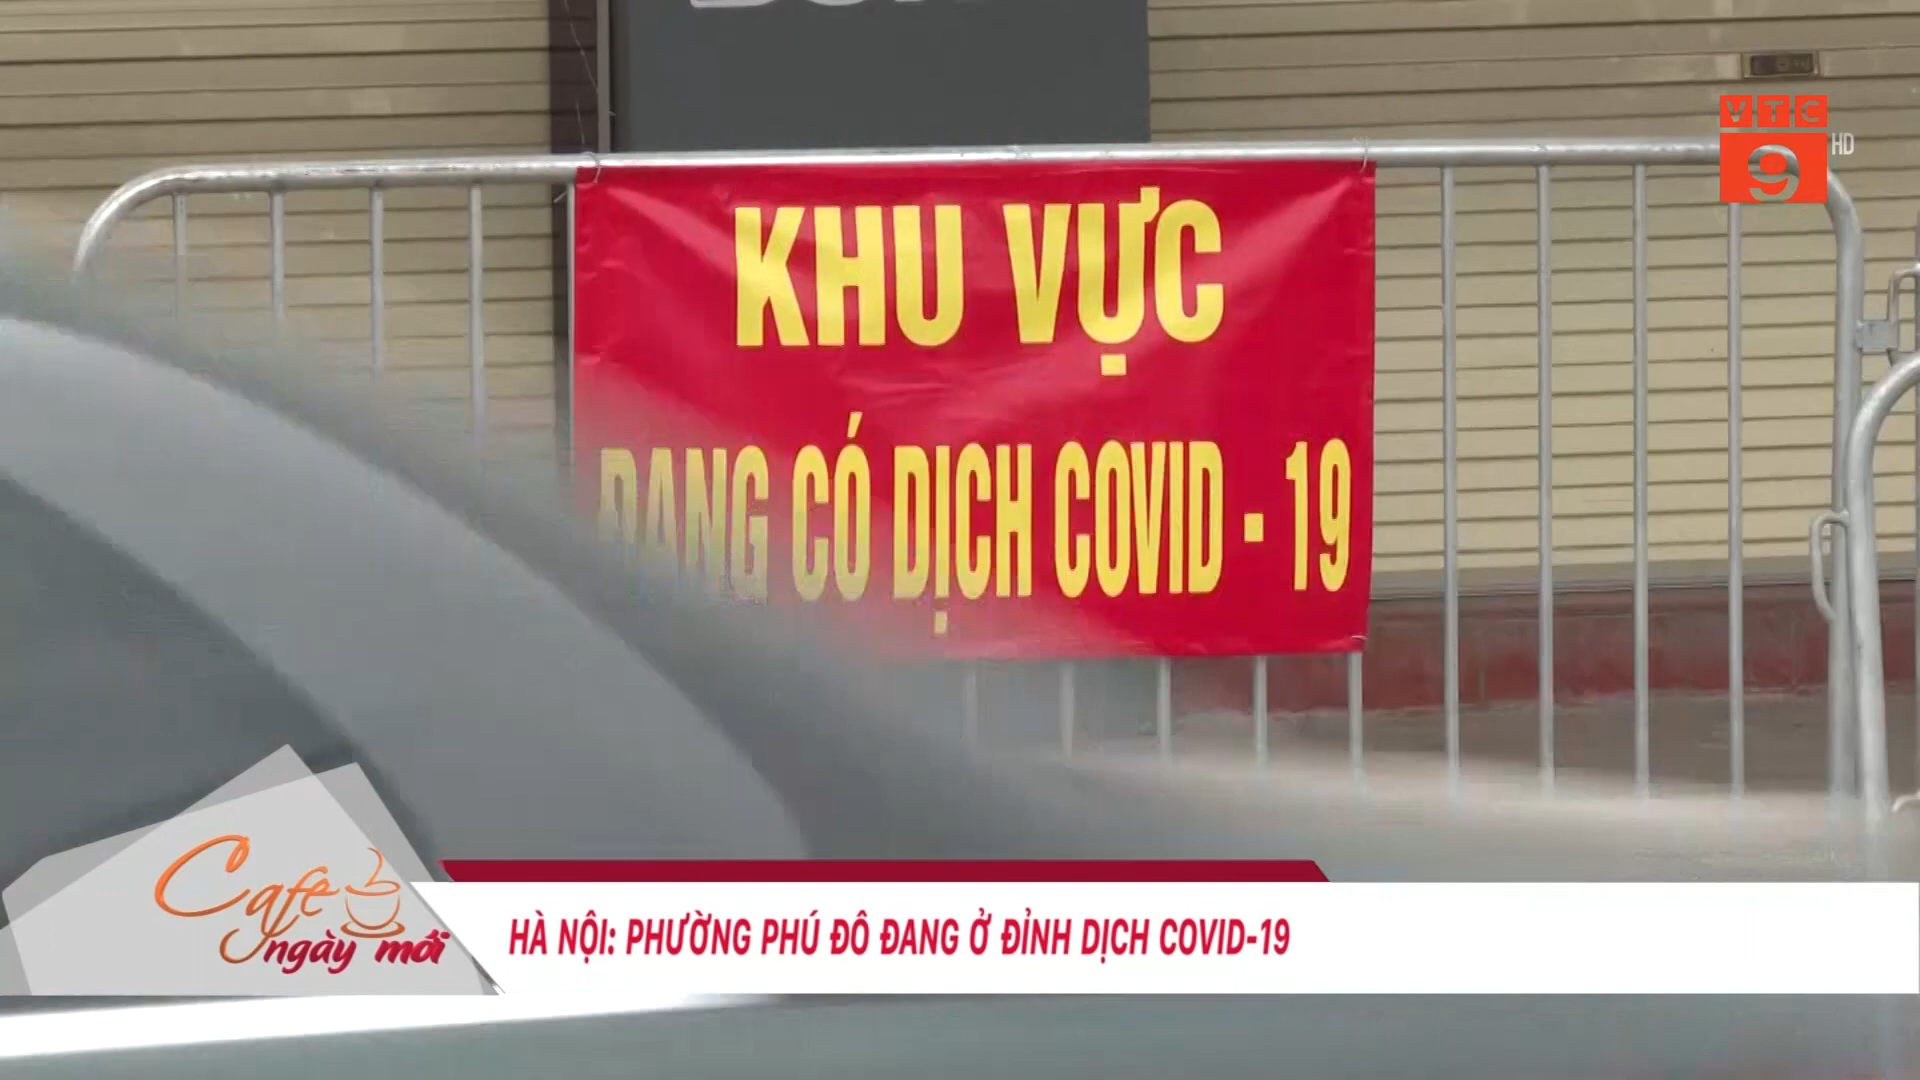 VTC
9
HD
KHU VỰC
ĐANG CÓ DỊCH COVID - 19
Cafe
ngày mới
HÀ NỘI: PHƯỜNG PHÚ ĐÔ ĐANG Ở ĐỈNH DỊCH COVID-19